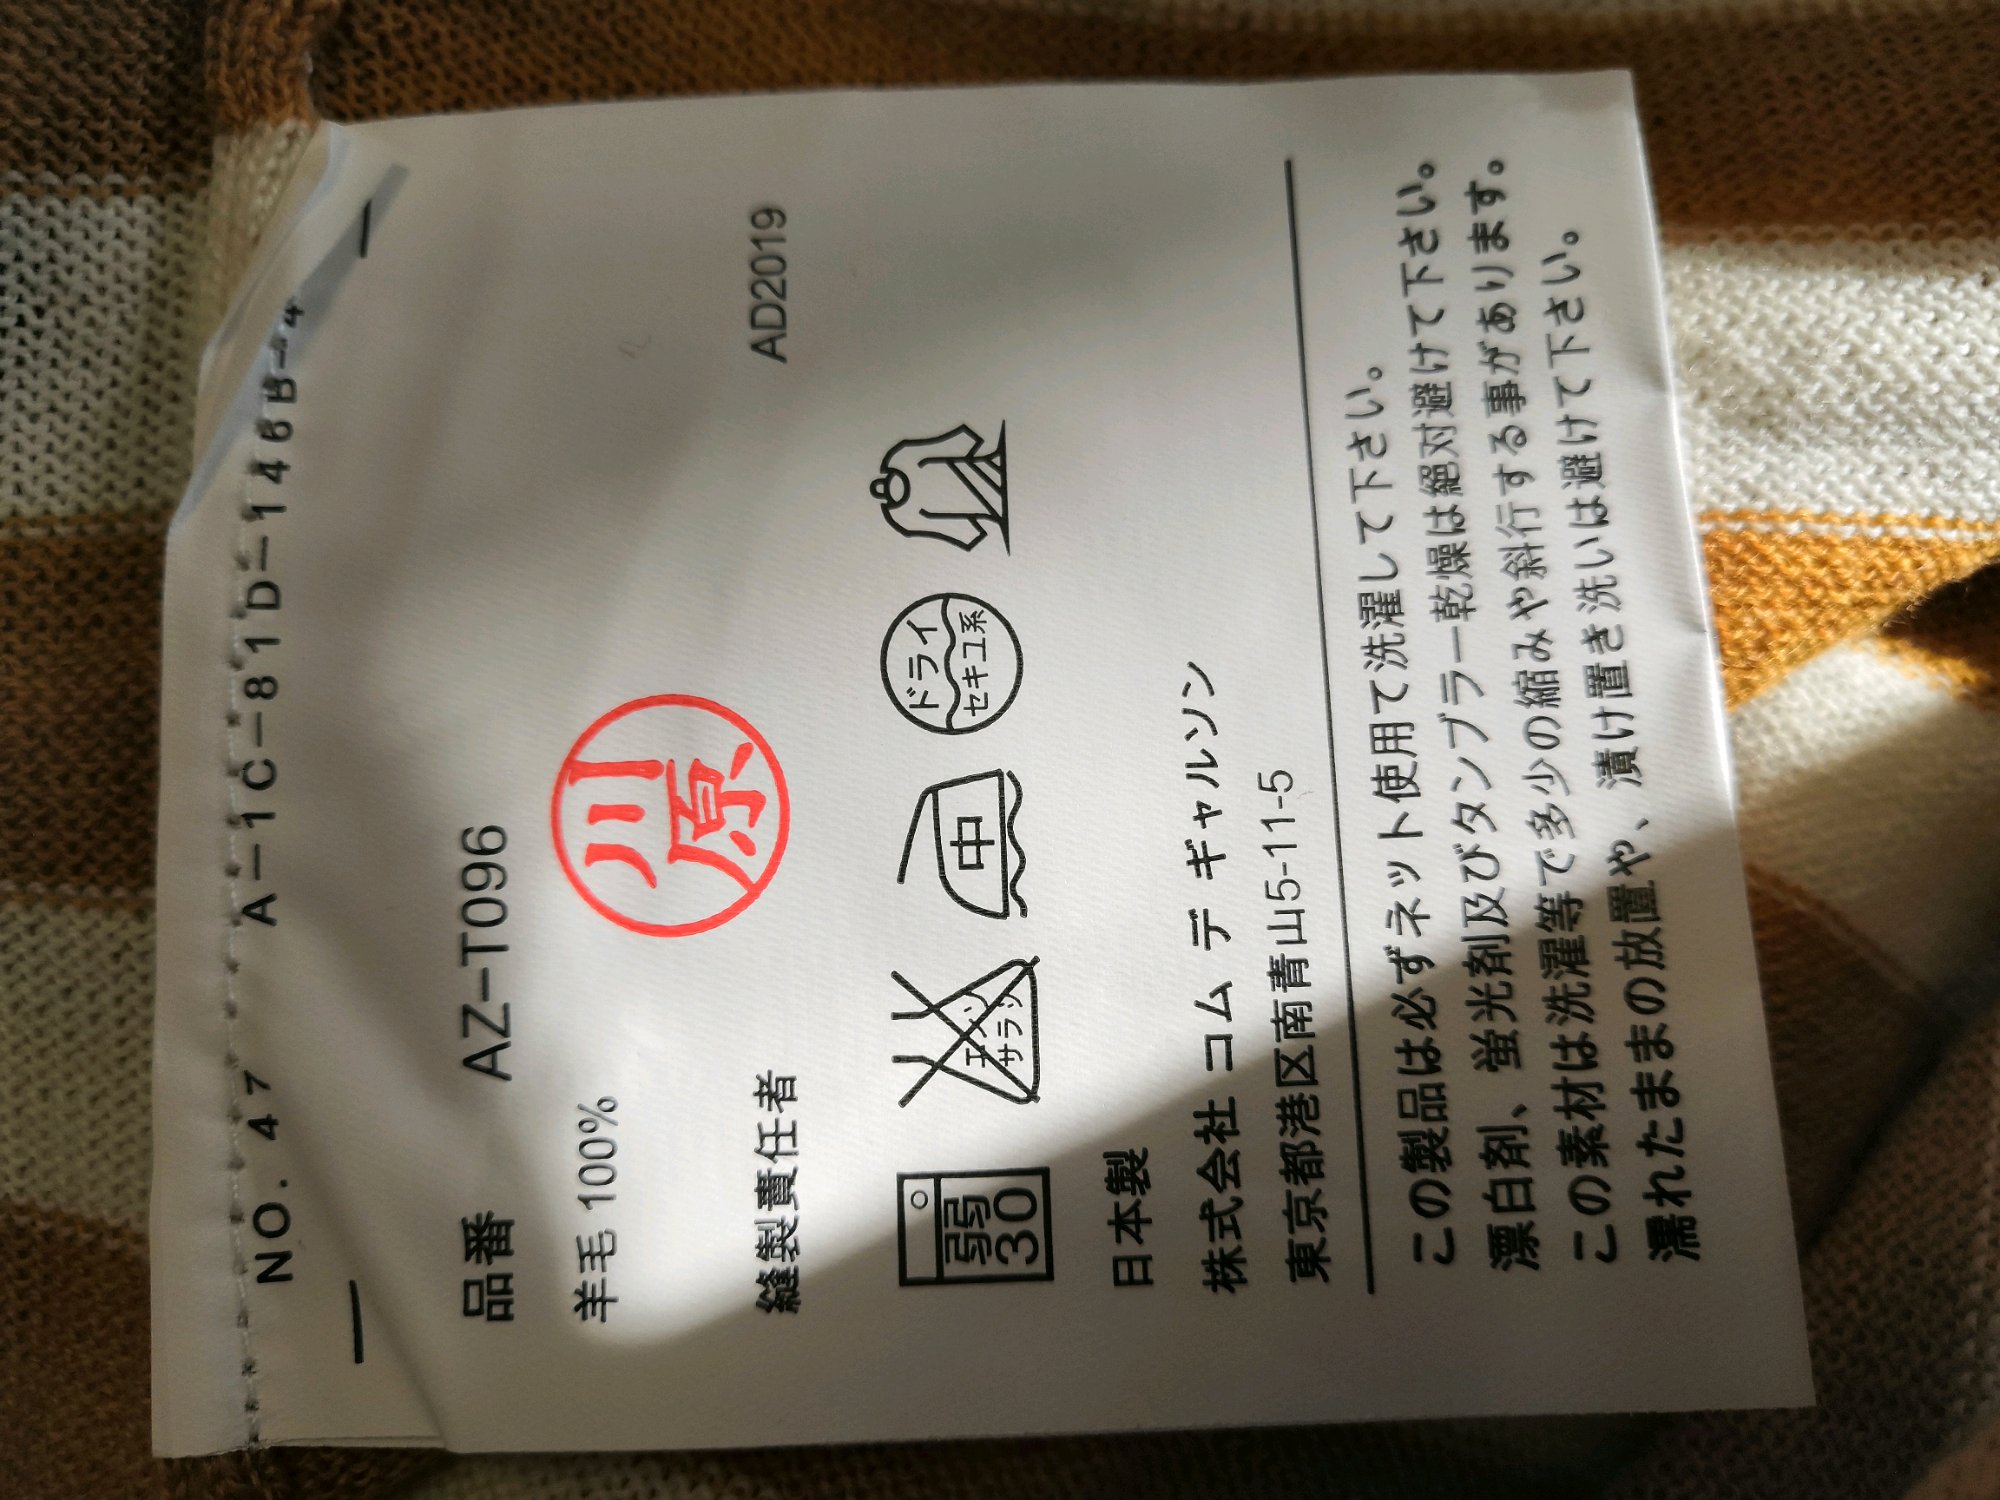 NO. 47 A-1C-81D-146B-4
品番 AZ-T096
羊毛 100%
川原
縫製責任者
AD2019
弱
30
エンソ
サラシ
中
ドライ
セキユ系
日本製
株式会社 コム デ ギャルソン
東京都港区南青山5-11-5
この製品は必ずネット使用て洗濯して下さい。
漂白剤、蛍光剤及びタンブラー乾燥は絶対避けて下さい。
この素材は洗濯等で多少の縮みや斜行する事があります。
濡れたままの放置や、漬け置き洗いは避けて下さい。